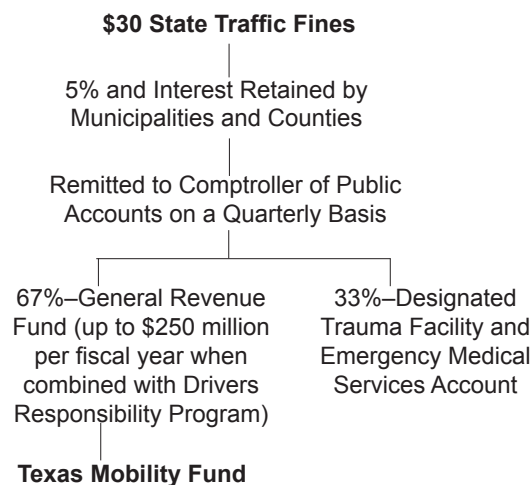 $30 State Traffic Fines
5% and Interest Retained by
Municipalities and Counties
Remitted to Comptroller of Public
Accounts on a Quarterly Basis
67%–General Revenue
Fund (up to $250 million
per fiscal year when
combined with Drivers
Responsibility Program)
33%–Designated
Trauma Facility and
Emergency Medical
Services Account
Texas Mobility Fund